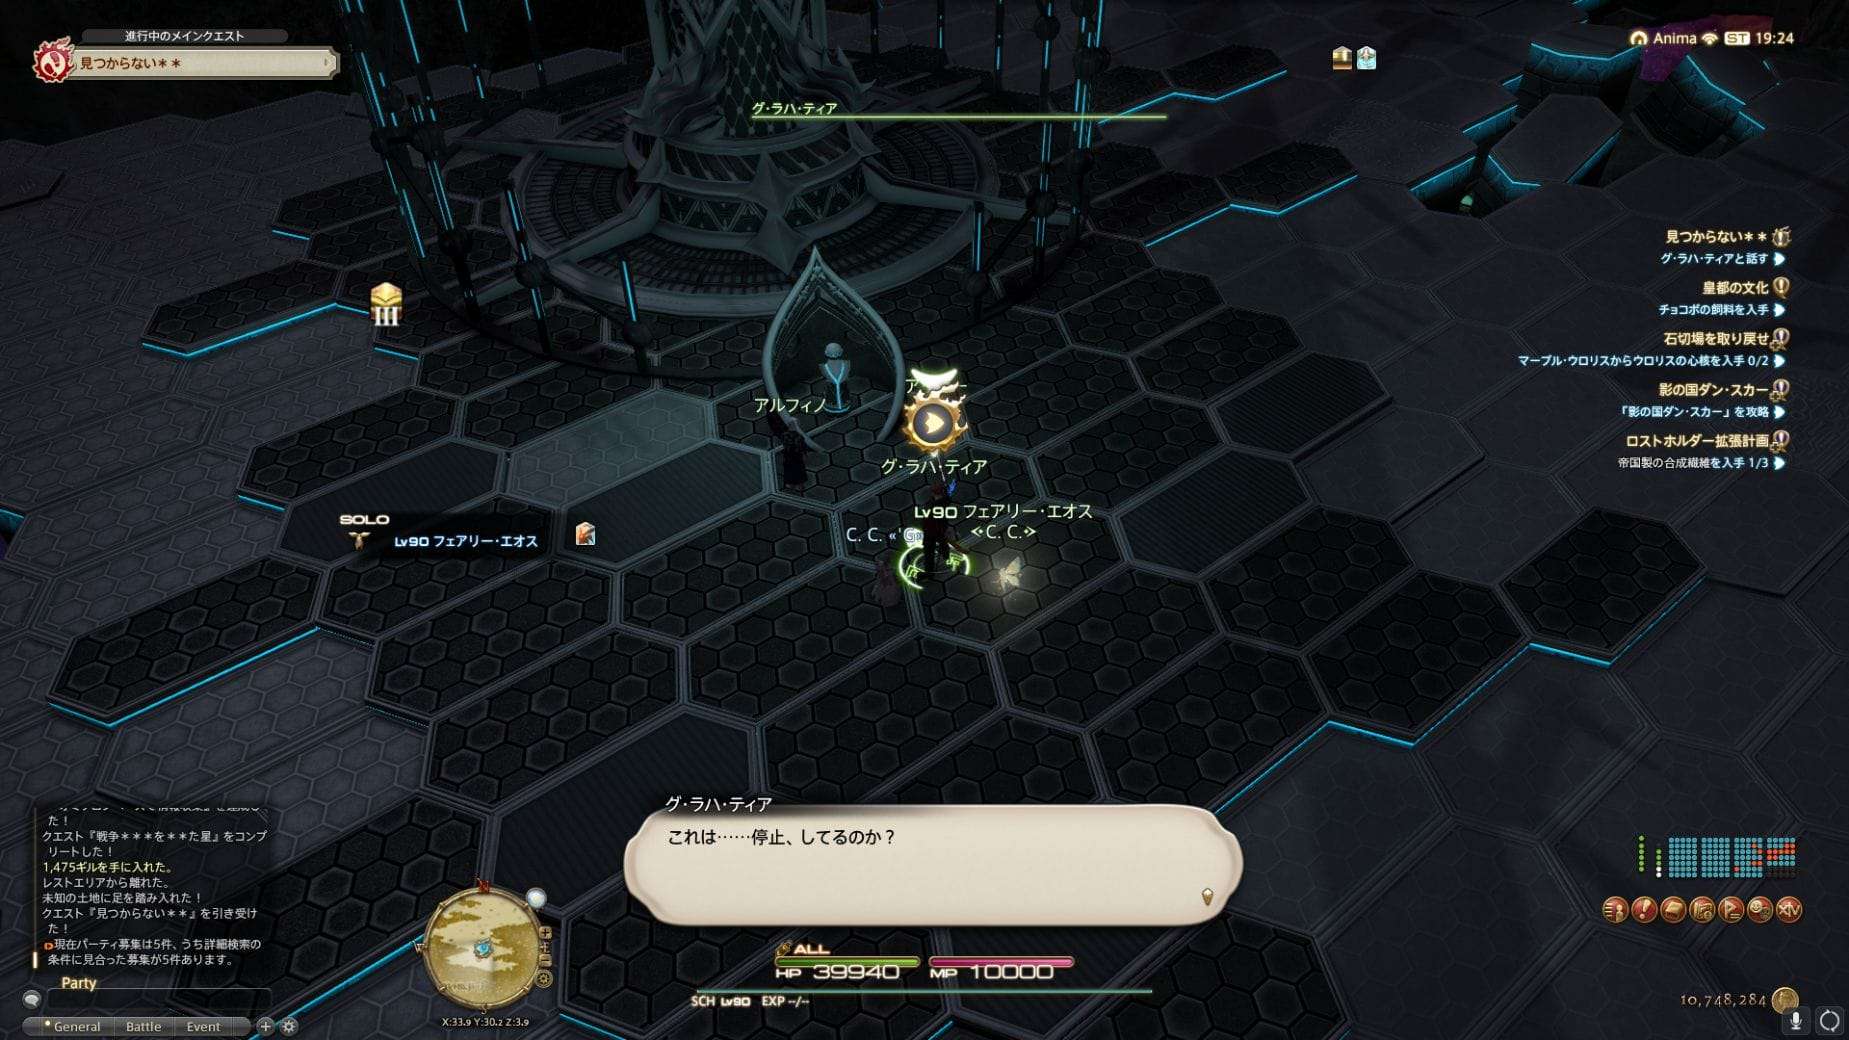 進行中のメインクエスト
見つからない＊＊
Anima ST 19:24
グ・ラハ・ティア
見つからない＊＊
グ・ラハ・ティアと話す
皇都の文化
チョコボの飼料を入手
石切場を取り戻せ
マーブル・ウロリスからウロリスの心核を入手 0/2
影の国ダン・スカー
「影の国ダン・スカー」を攻略
ロストホルダー拡張計画
帝国製の合成繊維を入手 1/3
III
アルフィノ
グ・ラハ・ティア
Lv90 フェアリー・エオス
«C. C.»
C. C. «
SOLO
Lv90 フェアリー・エオス
グ・ラハ・ティア
これは……停止、してるのか？
た！
クエスト『戦争＊＊＊を＊＊た星』をコンプ
リートした！
1,475ギルを手に入れた。
レストエリアから離れた。
未知の土地に足を踏み入れた！
クエスト『見つからない＊＊』を引き受け
た！
現在パーティ募集は5件、うち詳細検索の
条件に見合った募集が5件あります。
Party
General Battle Event
N
X:33.9 Y:30.2 Z:3.9
ALL
HP 39940 MP 10000
SCH Lv90 EXP --/--
XIV
10,748,284